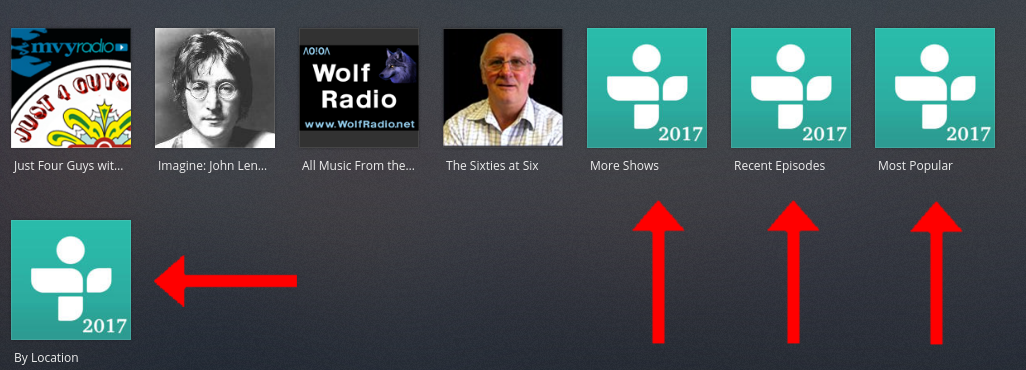 mvyradio
JUST 4 GUYS
Wolf
Radio
www.WolfRadio.net
2017
2017
2017
Just Four Guys wit...
Imagine: John Len...
All Music From the...
The Sixties at Six
More Shows
Recent Episodes
Most Popular
2017
By Location